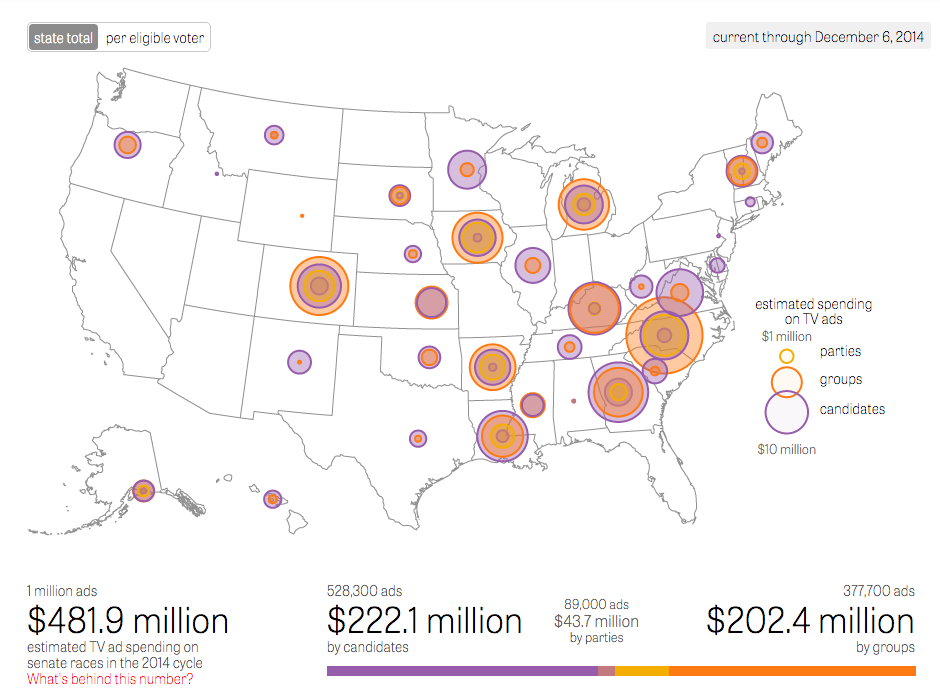 state total per eligible voter
current through December 6, 2014
estimated spending
on TV ads
$1 million
parties
groups
candidates
$10 million
1 million ads
$481.9 million
estimated TV ad spending on
senate races in the 2014 cycle
What's behind this number?
528,300 ads
$222.1 million
by candidates
89,000 ads
$43.7 million
by parties
377,700 ads
$202.4 million
by groups